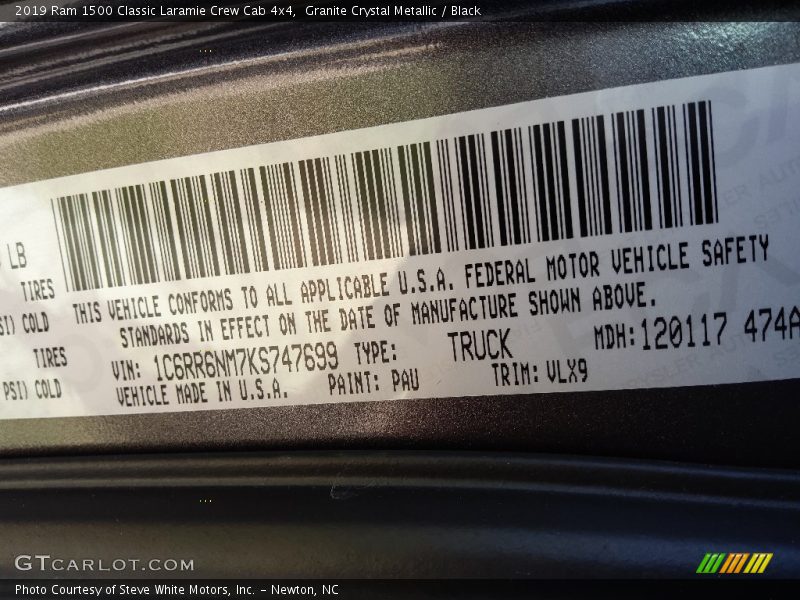 2019 Ram 1500 Classic Laramie Crew Cab 4x4, Granite Crystal Metallic / Black
LB
TIRES
SI) COLD
TIRES
PSI) COLD
THIS VEHICLE CONFORMS TO ALL APPLICABLE U.S.A. FEDERAL MOTOR VEHICLE SAFETY
STANDARDS IN EFFECT ON THE DATE OF MANUFACTURE SHOWN ABOVE.
VIN: 1C6RR6NM7KS747699 TYPE: TRUCK MDH: 120117 474A
VEHICLE MADE IN U.S.A. PAINT: PAU TRIM: VLX9
GTCARLOT.COM
Photo Courtesy of Steve White Motors, Inc. – Newton, NC